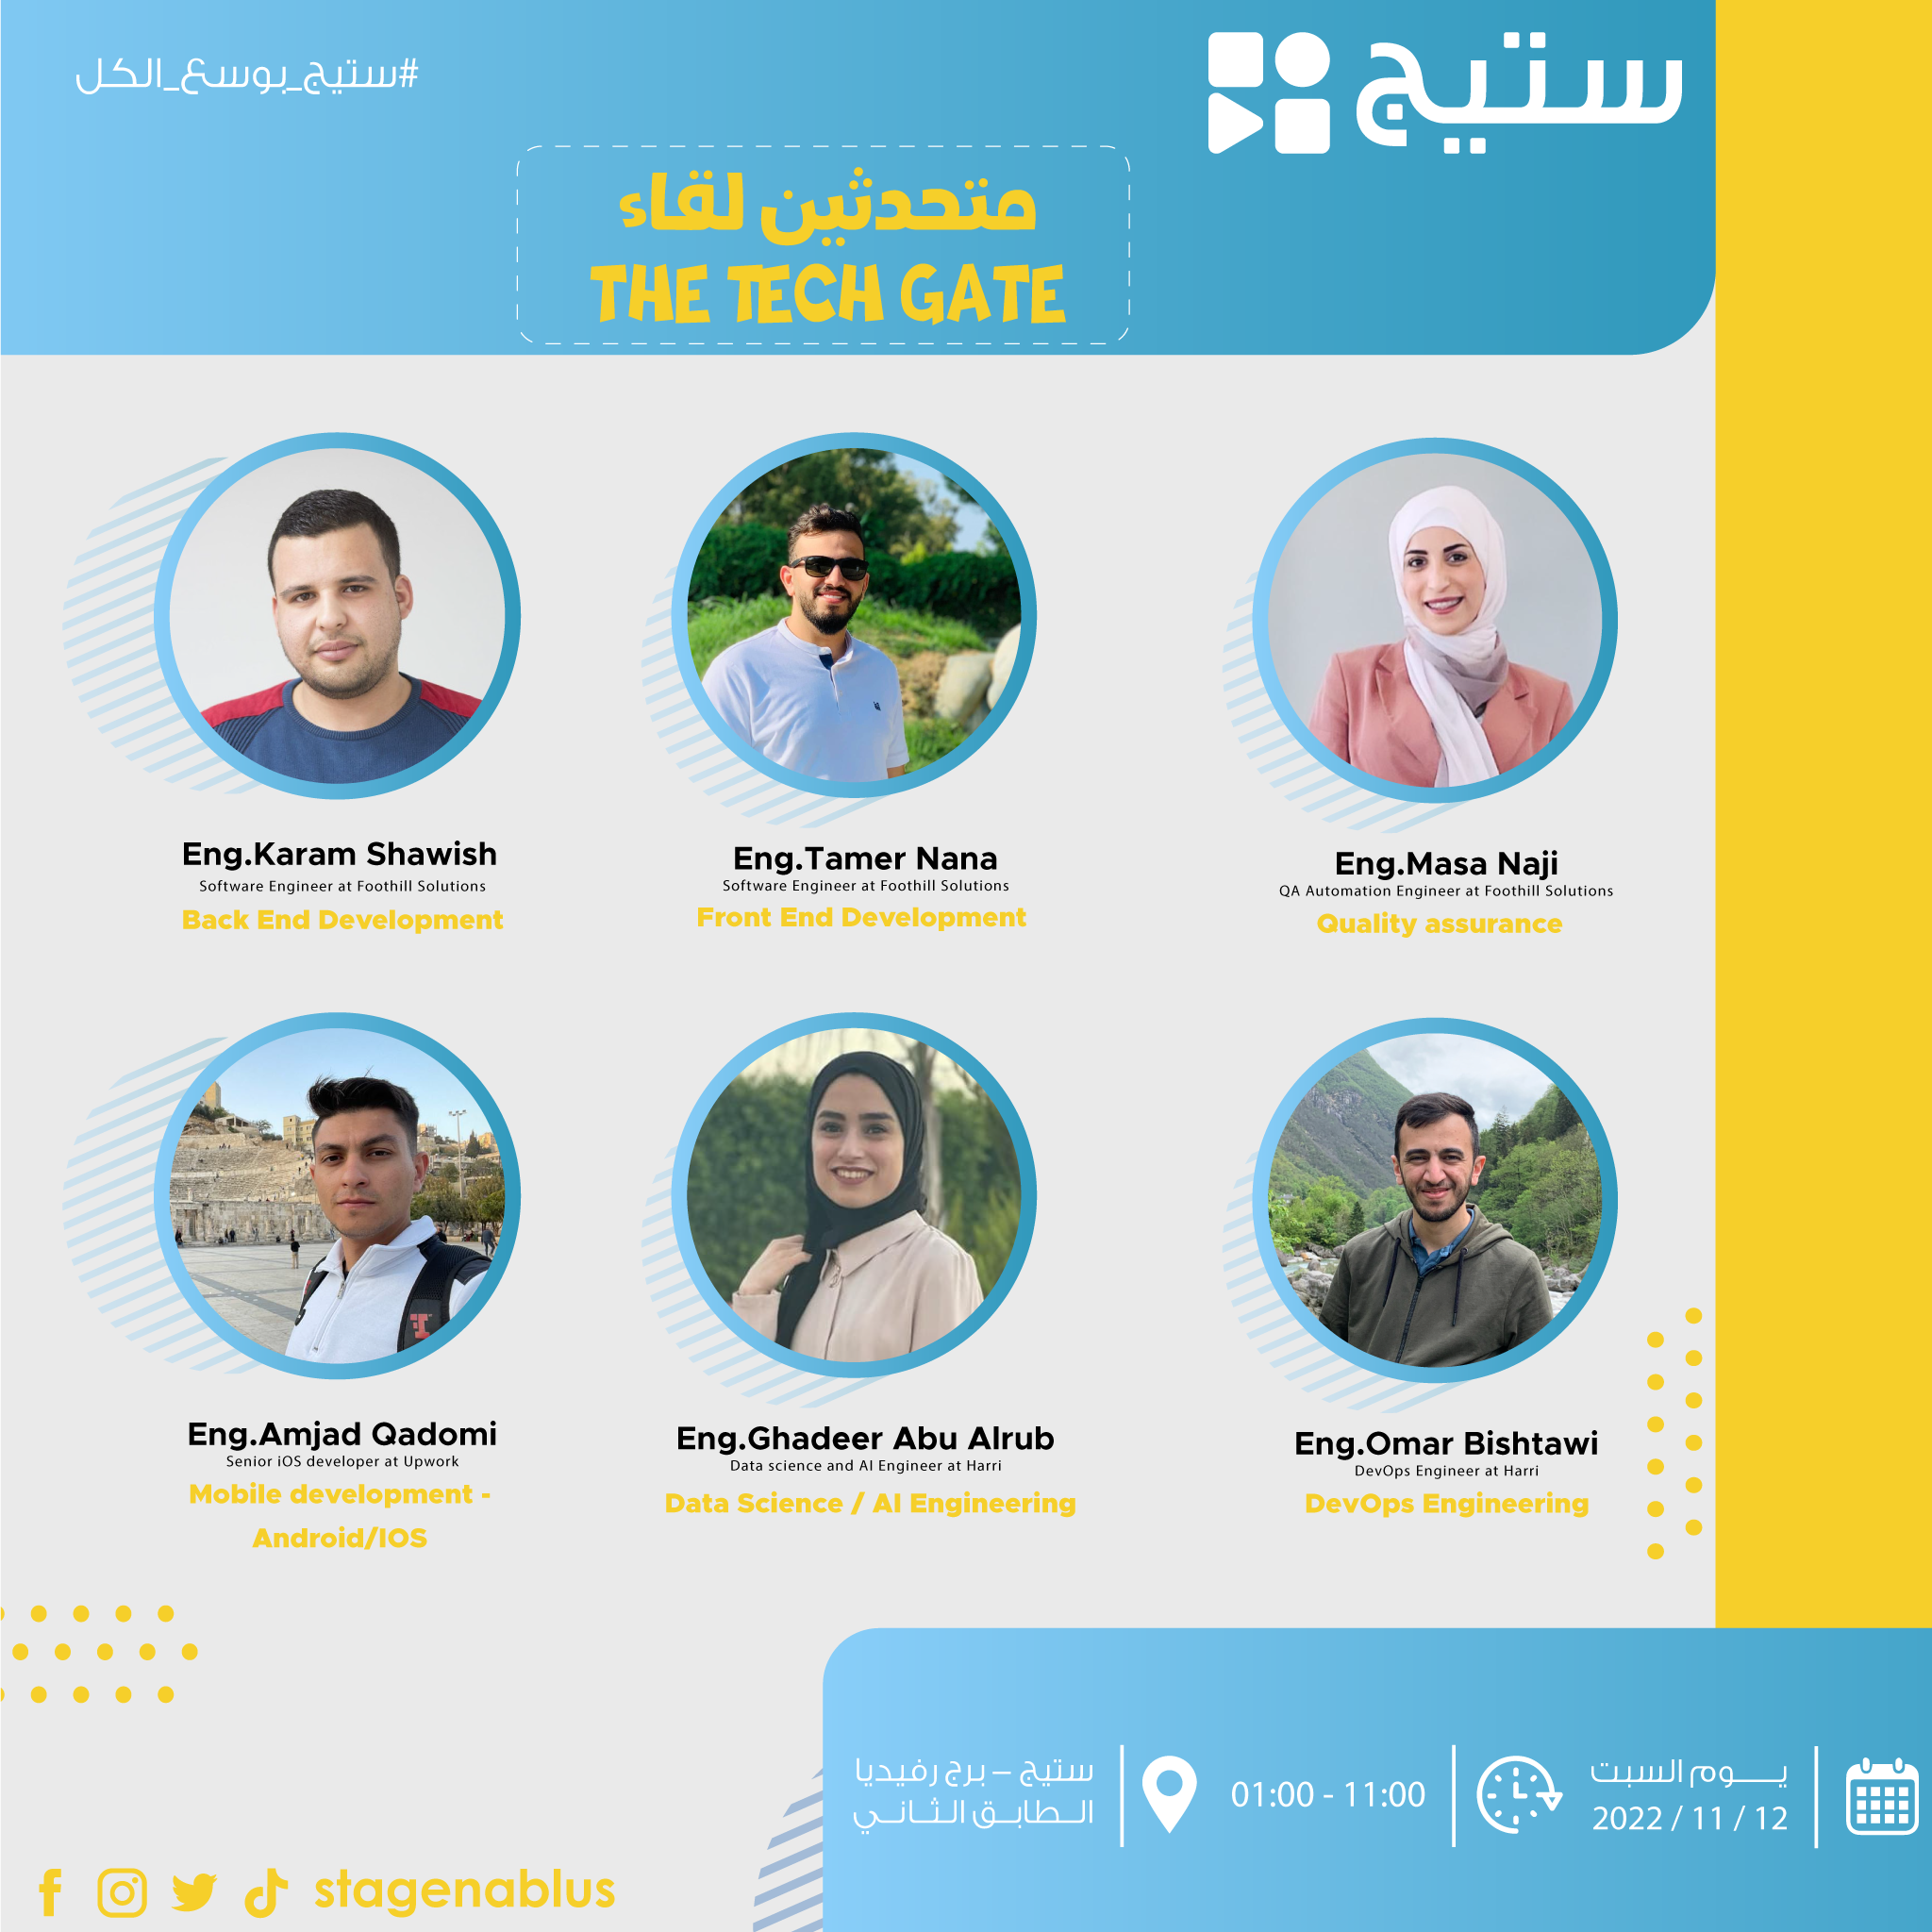 #ستيج_بوسع_الكل
ستيج
متحدثين لقاء
THE TECH GATE
Eng.Karam Shawish
Software Engineer at Foothill Solutions
Back End Development
Eng.Tamer Nana
Software Engineer at Foothill Solutions
Front End Development
Eng.Masa Naji
QA Automation Engineer at Foothill Solutions
Quality assurance
Eng.Amjad Qadomi
Senior iOS developer at Upwork
Mobile development -
Android/IOS
Eng.Ghadeer Abu Alrub
Data science and AI Engineer at Harri
Data Science / AI Engineering
Eng.Omar Bishtawi
DevOps Engineer at Harri
DevOps Engineering
يوم السبت
2022 / 11 / 12
01:00 - 11:00
ستيج – برج رفيديا
الطابق الثاني
stagenablus